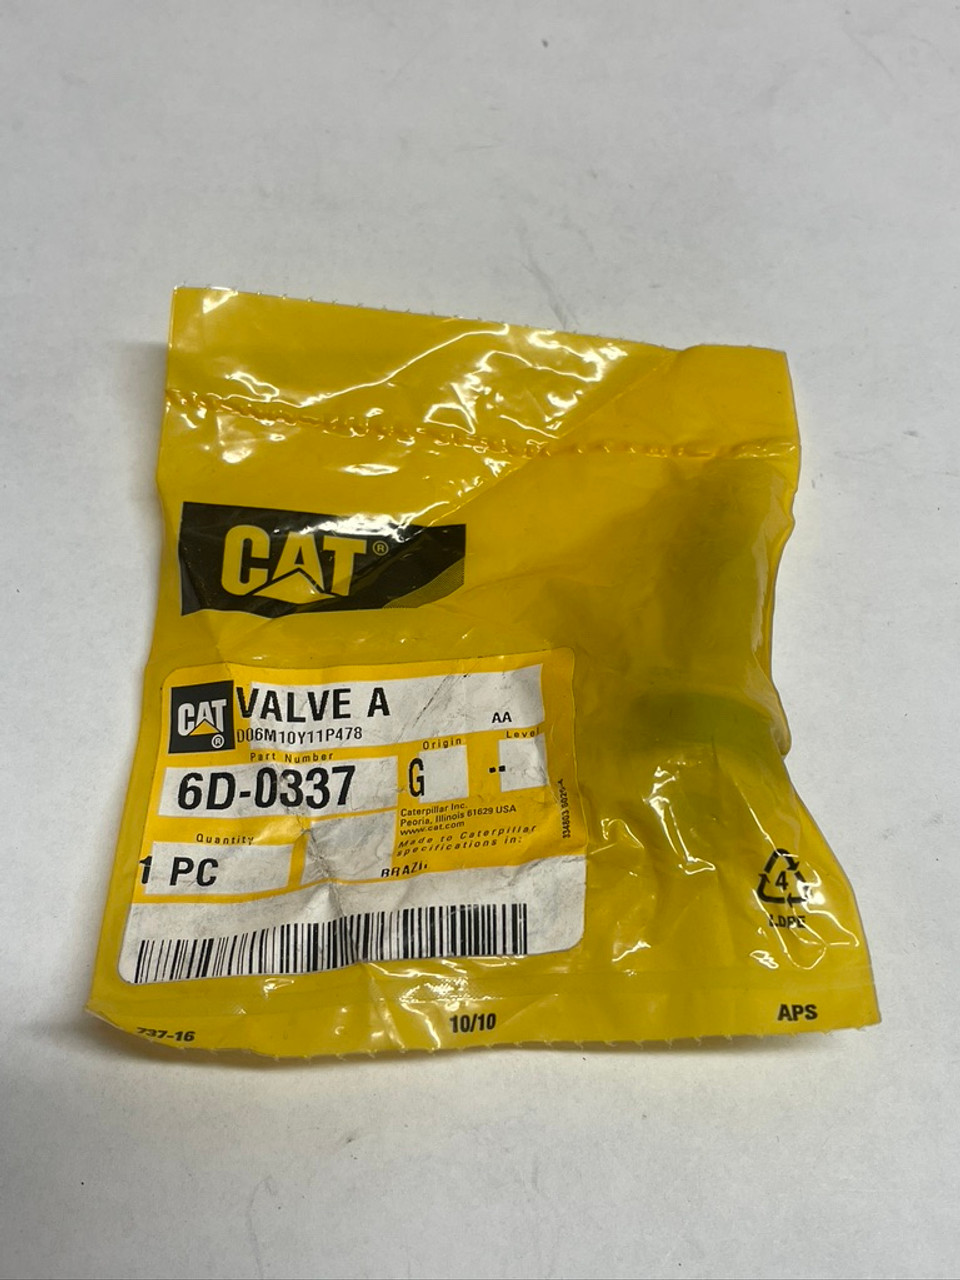 CAT®
CAT®
VALVE A
D06M10Y11P478
AA
Part Number
Origin
Level
6D-0337
G
--
Caterpillar Inc.
Peoria, Illinois 61629 USA
www.cat.com
Made to Caterpillar
specifications in:
Quantity
1 PC
BRAZIL
4
LDPE
737-16
10/10
APS